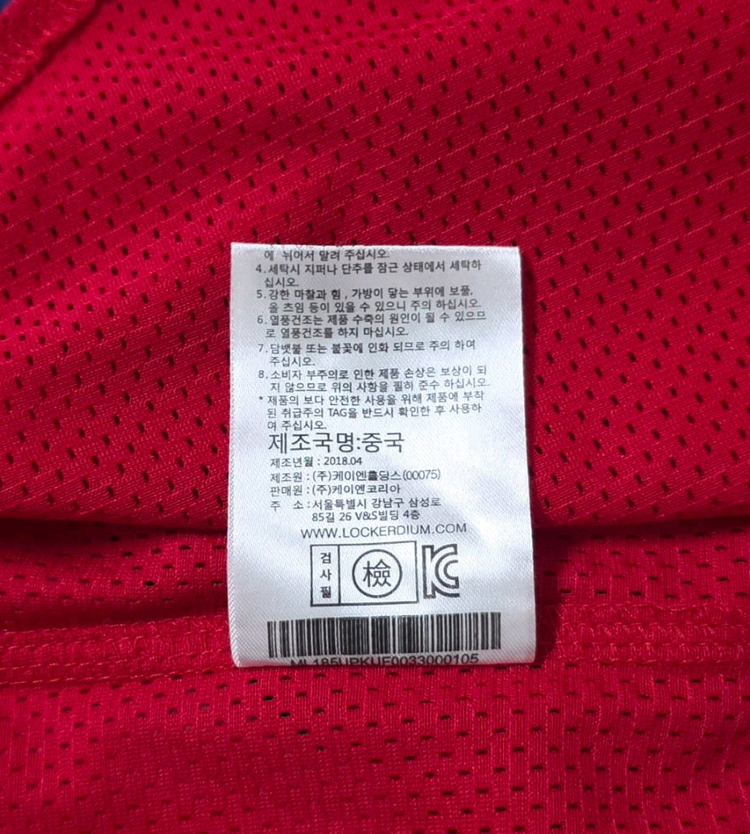 에 뉘어서 말려 주십시오.
4. 세탁시 지퍼나 단추를 잠근 상태에서 세탁하
십시오.
5. 강한 마찰과 힘, 가방이 닿는 부위에 보풀,
올 츠임 등이 있을 수 있으니 주의 하십시오.
6. 열풍건조는 제품 수축의 원인이 될 수 있으므
로 열풍건조를 하지 마십시오.
7. 담뱃불 또는 불꽃에 인화 되므로 주의 하여
주십시오.
8. 소비자 부주의로 인한 제품 손상은 보상이 되
지 않으므로 위의 사항을 필히 준수 하십시오.
* 제품의 보다 안전한 사용을 위해 제품에 부착
된 취급주의 TAG을 반드시 확인한 후 사용하
여 주십시오.
제조국명:중국
제조년월 : 2018.04
제조원 : (주)케이엔홀딩스(00075)
판매원 : (주)케이엔코리아
주 소 : 서울특별시 강남구 삼성로
85길 26 V&S빌딩 4층
WWW.LOCKERDIUM.COM
검사필 檢 KC
ML185UPKUF0033000105